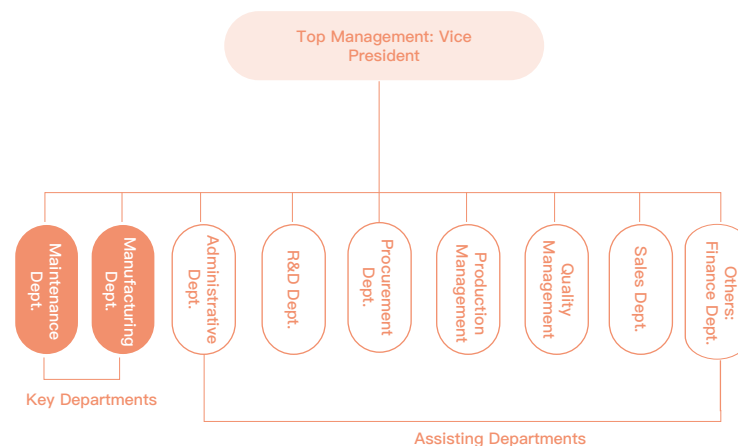 Top Management: Vice
President
Maintenance
Dept.
Manufacturing
Dept.
Administrative
Dept.
R&D Dept.
Procurement
Dept.
Production
Management
Quality
Management
Sales Dept.
Others:
Finance Dept.
Key Departments
Assisting Departments